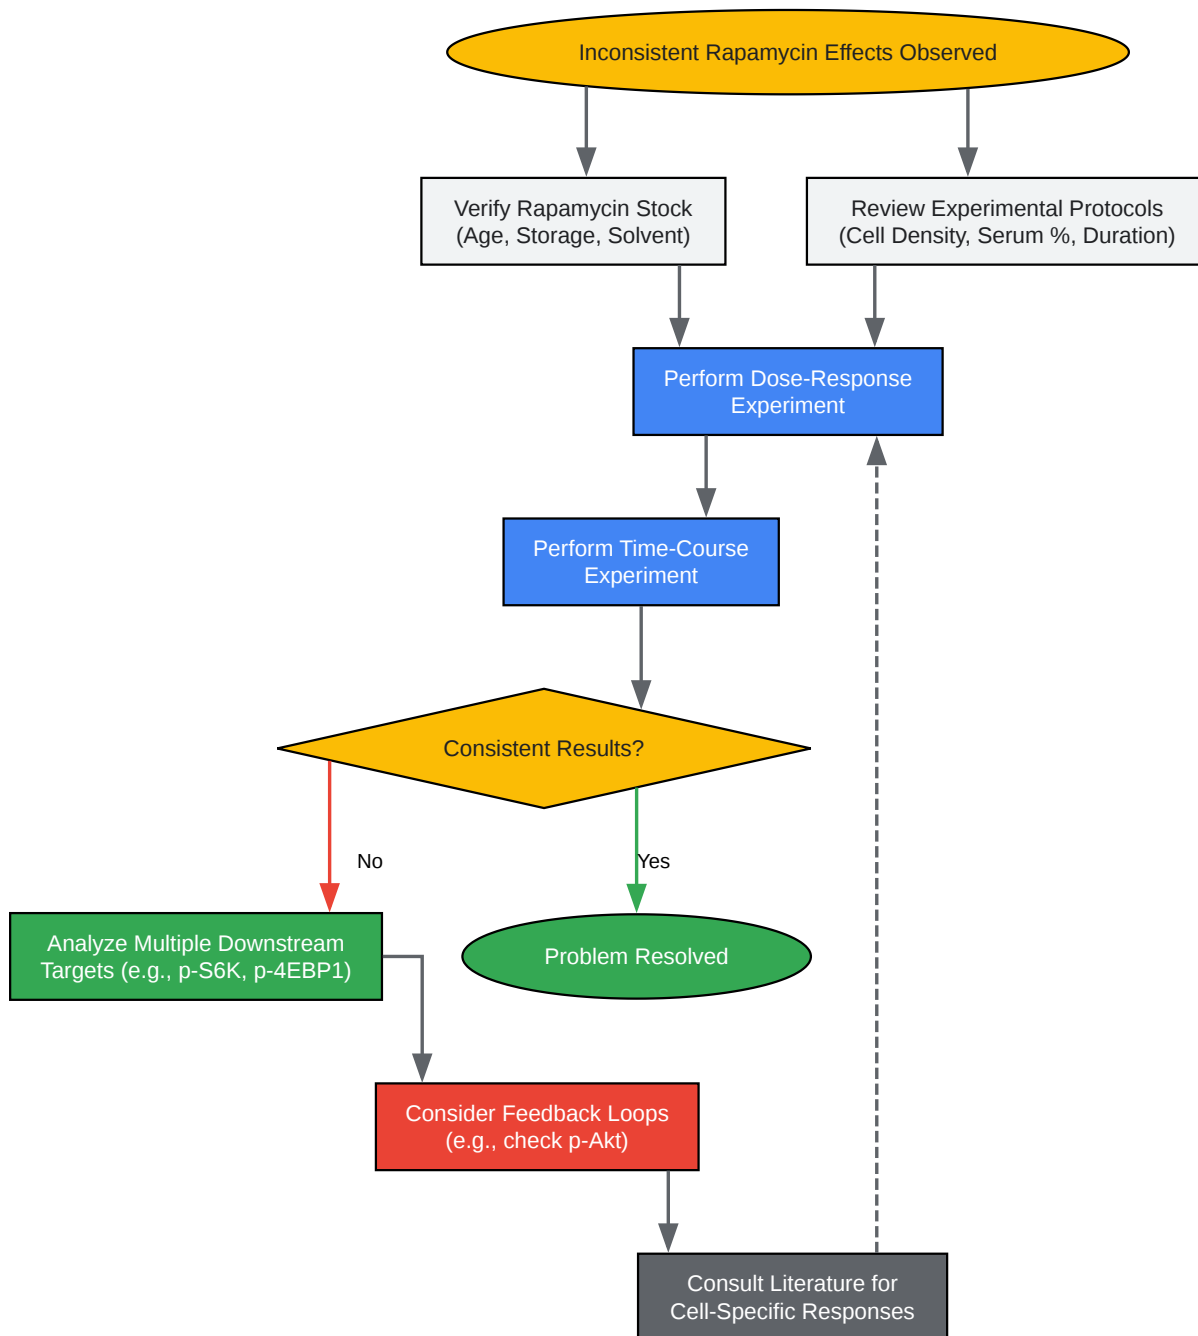 Inconsistent Rapamycin Effects Observed
Verify Rapamycin Stock
(Age, Storage, Solvent)
Review Experimental Protocols
(Cell Density, Serum %, Duration)
Perform Dose-Response
Experiment
Perform Time-Course
Experiment
Consistent Results?
No
Yes
Analyze Multiple Downstream
Targets (e.g., p-S6K, p-4EBP1)
Problem Resolved
Consider Feedback Loops
(e.g., check p-Akt)
Consult Literature for
Cell-Specific Responses